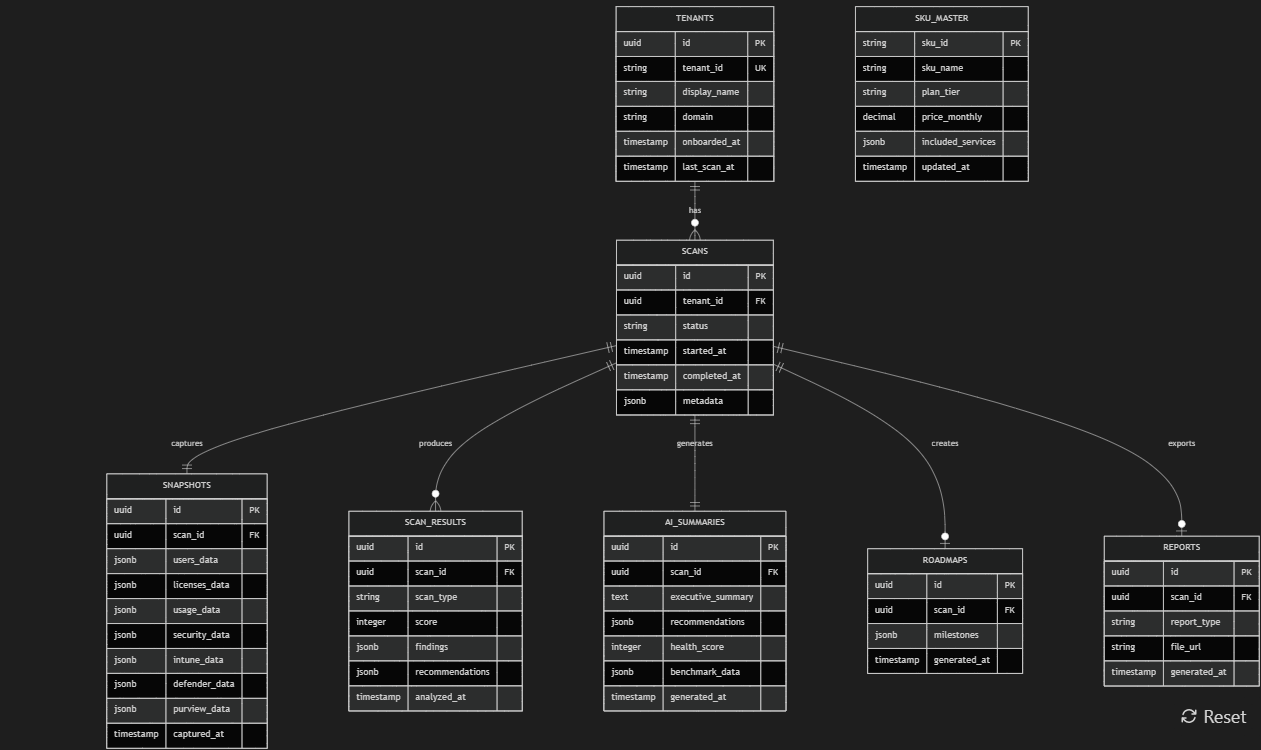 TENANTS
uuid id PK
string tenant_id UK
string display_name
string domain
timestamp onboarded_at
timestamp last_scan_at
SKU_MASTER
string sku_id PK
string sku_name
string plan_tier
decimal price_monthly
jsonb included_services
timestamp updated_at
has
SCANS
uuid id PK
uuid tenant_id FK
string status
timestamp started_at
timestamp completed_at
jsonb metadata
captures
produces
generates
creates
exports
SNAPSHOTS
uuid id PK
uuid scan_id FK
jsonb users_data
jsonb licenses_data
jsonb usage_data
jsonb security_data
jsonb intune_data
jsonb defender_data
jsonb purview_data
timestamp captured_at
SCAN_RESULTS
uuid id PK
uuid scan_id FK
string scan_type
integer score
jsonb findings
jsonb recommendations
timestamp analyzed_at
AI_SUMMARIES
uuid id PK
uuid scan_id FK
text executive_summary
jsonb recommendations
integer health_score
jsonb benchmark_data
timestamp generated_at
ROADMAPS
uuid id PK
uuid scan_id FK
jsonb milestones
timestamp generated_at
REPORTS
uuid id PK
uuid scan_id FK
string report_type
string file_url
timestamp generated_at
Reset